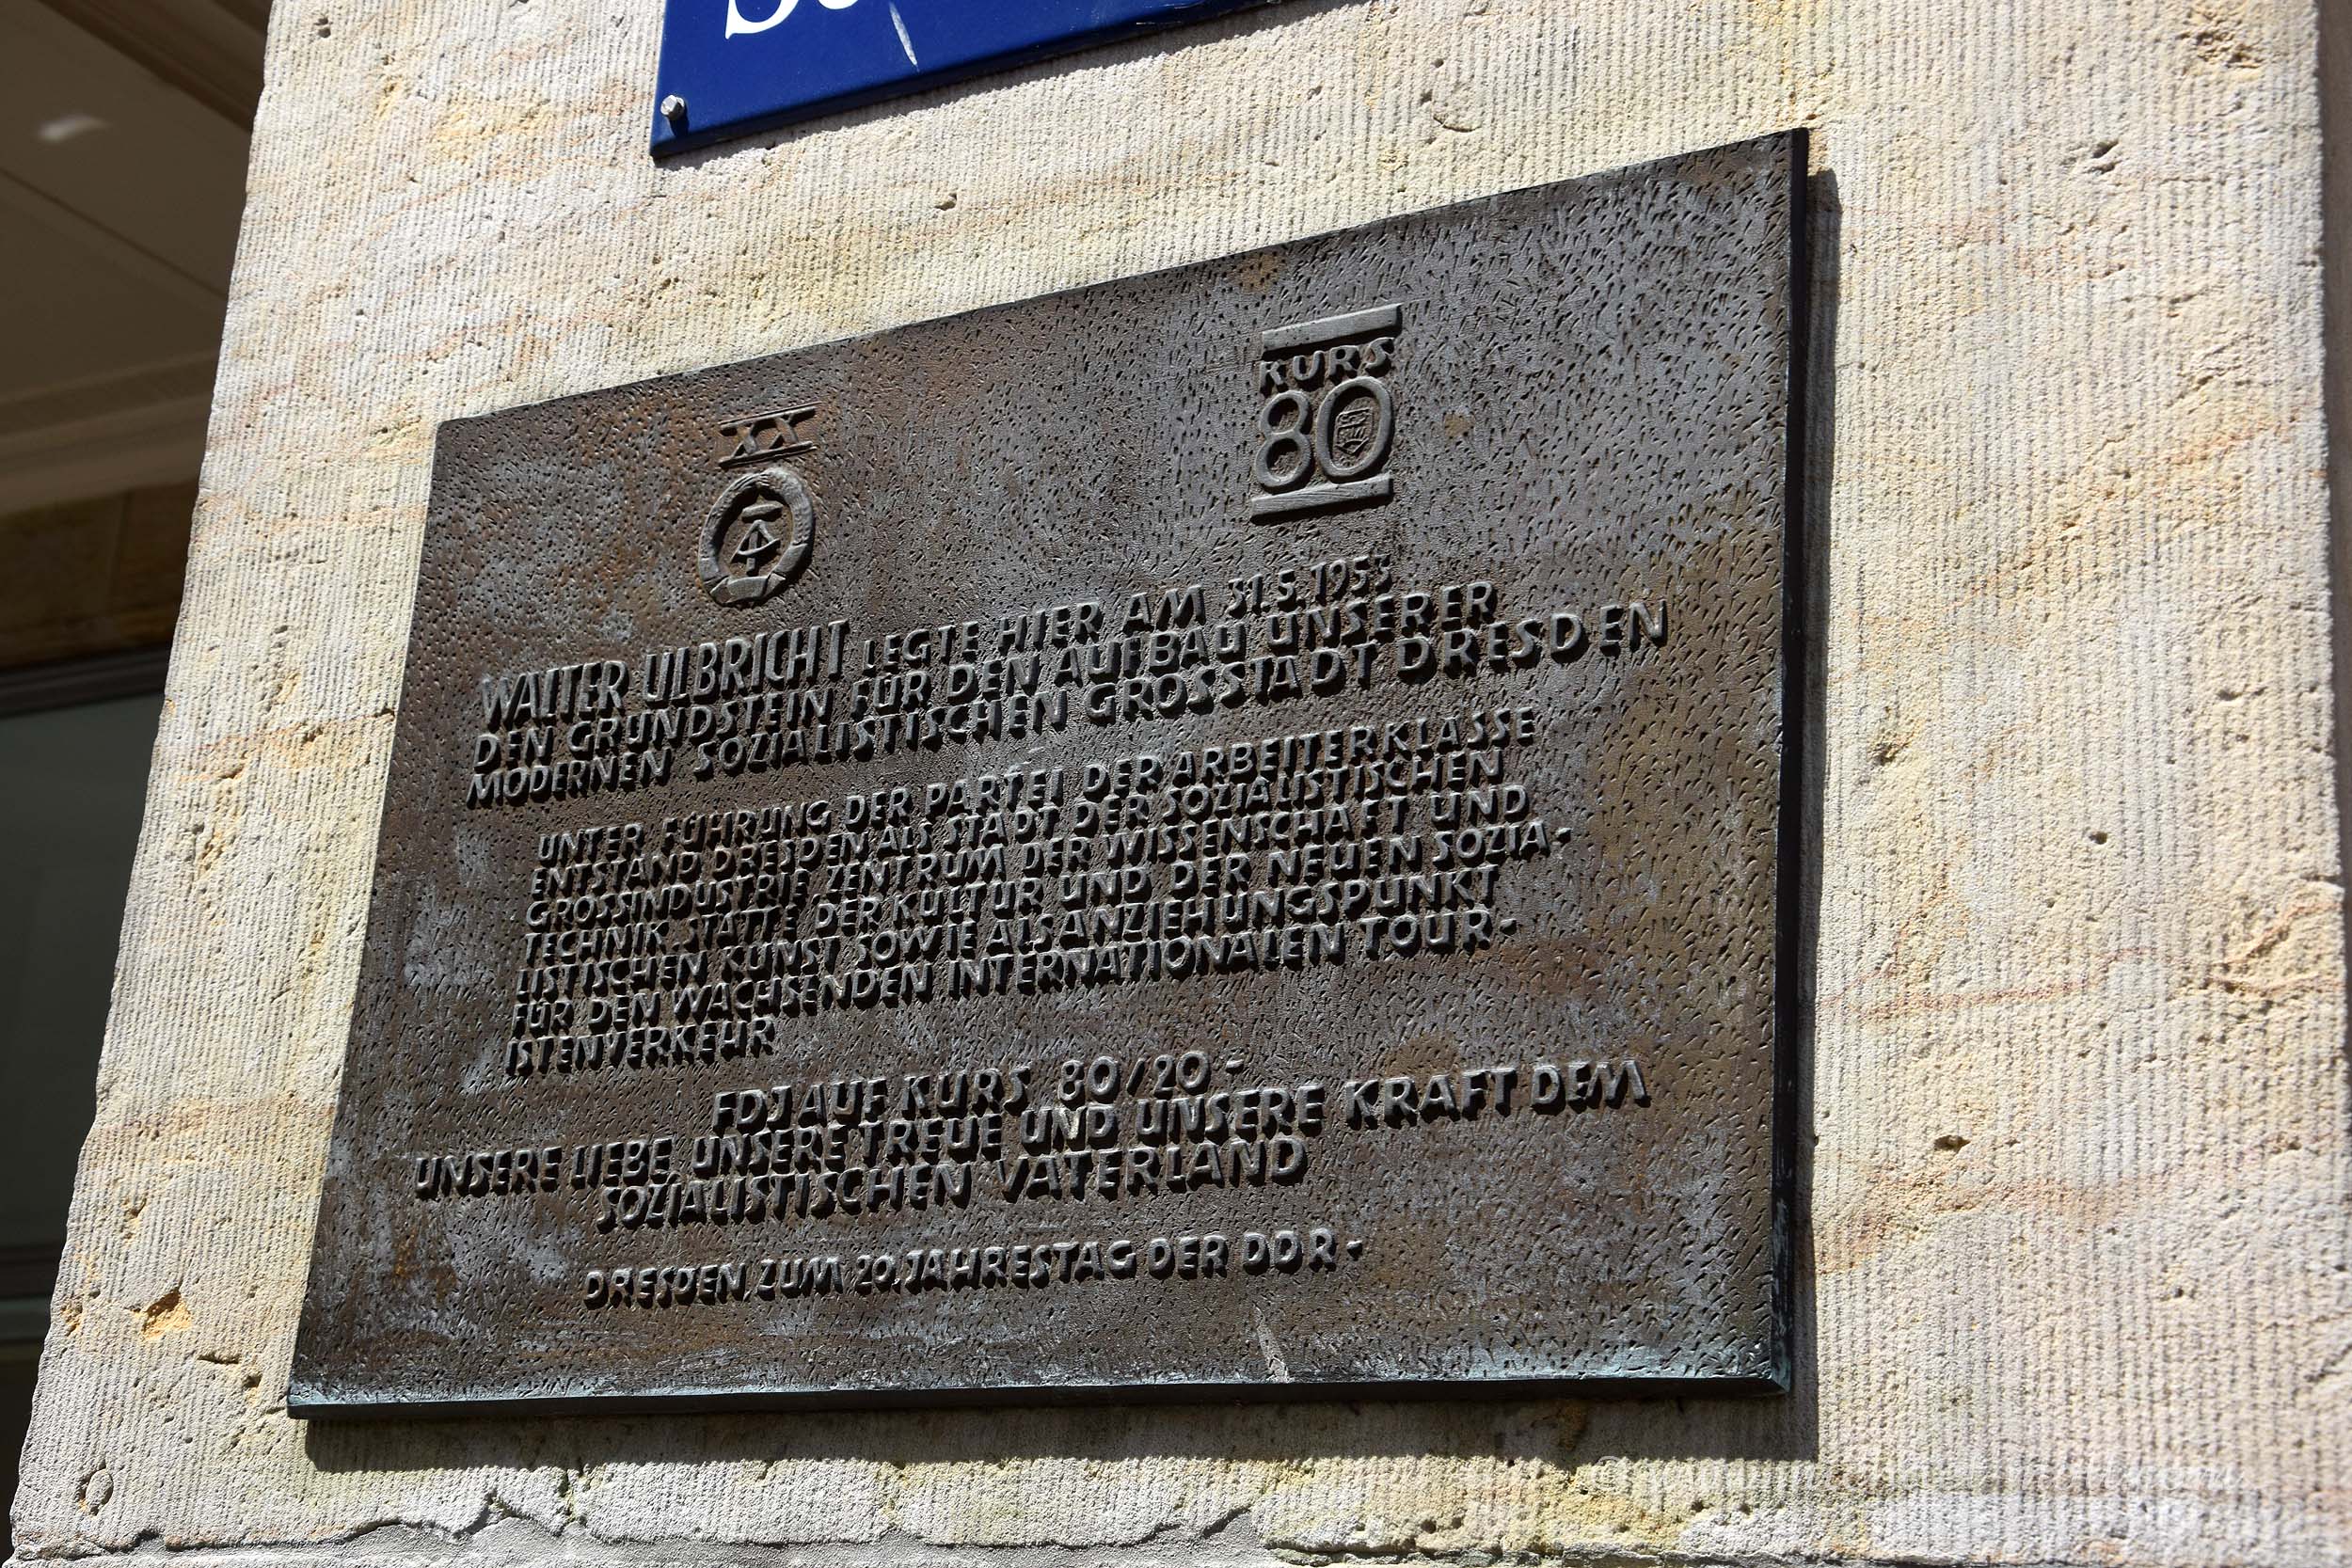 XX
KURS
80
WALTER ULBRICHT LEGTE HIER AM 31.5.1953
DEN GRUNDSTEIN FÜR DEN AUFBAU UNSERER
MODERNEN SOZIALISTISCHEN GROSSSTADT DRESDEN
UNTER FÜHRUNG DER PARTEI DER ARBEITERKLASSE
ENTSTAND DRESDEN ALS STADT DER SOZIALISTISCHEN
GROSSINDUSTRIE ZENTRUM DER WISSENSCHAFT UND
TECHNIK. STÄTTE DER KULTUR UND DER NEUEN SOZIA-
LISTISCHEN KUNST SOWIE ALS ANZIEHUNGSPUNKT
FÜR DEN WACHSENDEN INTERNATIONALEN TOUR-
ISTENVERKEHR
FDJ AUF KURS 80/20 -
UNSERE LIEBE, UNSERE TREUE UND UNSERE KRAFT DEM
SOZIALISTISCHEN VATERLAND
DRESDEN, ZUM 20. JAHRESTAG DER DDR -